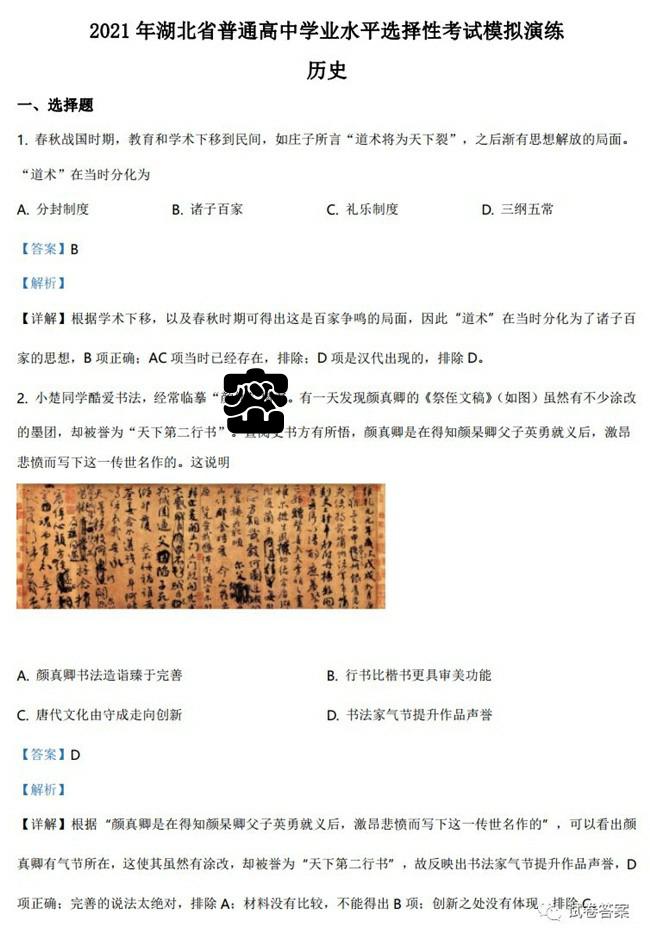 2021 年湖北省普通高中学业水平选择性考试模拟演练
历史
一、选择题
1. 春秋战国时期，教育和学术下移到民间，如庄子所言“道术将为天下裂”，之后渐有思想解放的局面。
“道术”在当时分化为
A. 分封制度 B. 诸子百家 C. 礼乐制度 D. 三纲五常
【答案】B
【解析】
【详解】根据学术下移，以及春秋时期可得出这是百家争鸣的局面，因此“道术”在当时分化为了诸子百
家的思想，B 项正确；AC 项当时已经存在，排除；D 项是汉代出现的，排除 D。
2. 小楚同学酷爱书法，经常临摹“ 。有一天发现颜真卿的《祭侄文稿》（如图）虽然有不少涂改
的墨团，却被誉为“天下第二行书”。 书方有所悟，颜真卿是在得知颜杲卿父子英勇就义后，激昂
悲愤而写下这一传世名作的。这说明
A. 颜真卿书法造诣臻于完善 B. 行书比楷书更具审美功能
C. 唐代文化由守成走向创新 D. 书法家气节提升作品声誉
【答案】D
【解析】
【详解】根据“颜真卿是在得知颜杲卿父子英勇就义后，激昂悲愤而写下这一传世名作的”，可以看出颜
真卿有气节所在，这使其虽然有涂改，却被誉为“天下第二行书”，故反映出书法家气节提升作品声誉，D
项正确；完善的说法太绝对，排除 A；材料没有比较，不能得出 B 项；创新之处没有体现，排除 C。
试卷答案